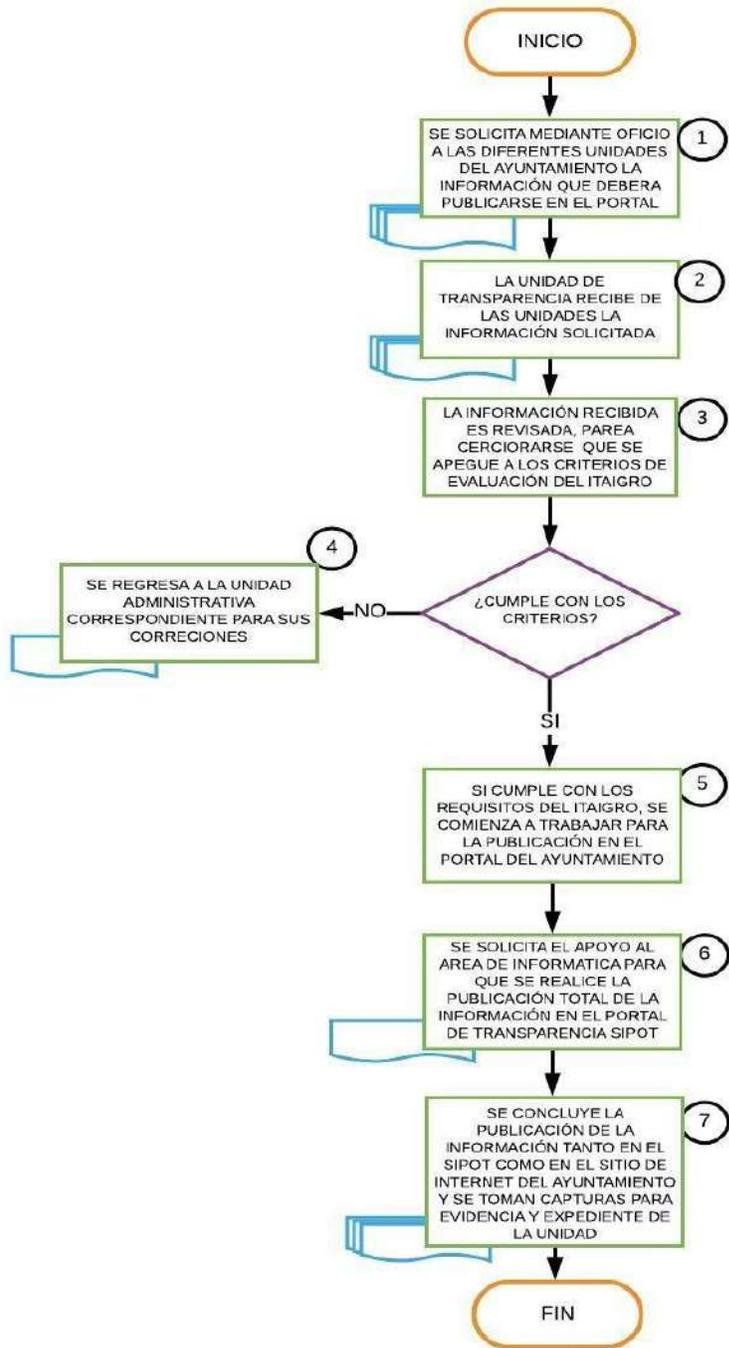 INICIO
1
SE SOLICITA MEDIANTE OFICIO
A LAS DIFERENTES UNIDADES
DEL AYUNTAMIENTO LA
INFORMACIÓN QUE DEBERA
PUBLICARSE EN EL PORTAL
2
LA UNIDAD DE
TRANSPARENCIA RECIBE DE
LAS UNIDADES LA
INFORMACIÓN SOLICITADA
3
LA INFORMACIÓN RECIBIDA
ES REVISADA, PAREA
CERCIORARSE QUE SE
APEGUE A LOS CRITERIOS DE
EVALUACIÓN DEL ITAIGRO
¿CUMPLE CON LOS
CRITERIOS?
NO
4
SE REGRESA A LA UNIDAD
ADMINISTRATIVA
CORRESPONDIENTE PARA SUS
CORRECIONES
SI
5
SI CUMPLE CON LOS
REQUISITOS DEL ITAIGRO, SE
COMIENZA A TRABAJAR PARA
LA PUBLICACIÓN EN EL
PORTAL DEL AYUNTAMIENTO
6
SE SOLICITA EL APOYO AL
AREA DE INFORMATICA PARA
QUE SE REALICE LA
PUBLICACIÓN TOTAL DE LA
INFORMACIÓN EN EL PORTAL
DE TRANSPARENCIA SIPOT
7
SE CONCLUYE LA
PUBLICACIÓN DE LA
INFORMACIÓN TANTO EN EL
SIPOT COMO EN EL SITIO DE
INTERNET DEL AYUNTAMIENTO
Y SE TOMAN CAPTURAS PARA
EVIDENCIA Y EXPEDIENTE DE
LA UNIDAD
FIN